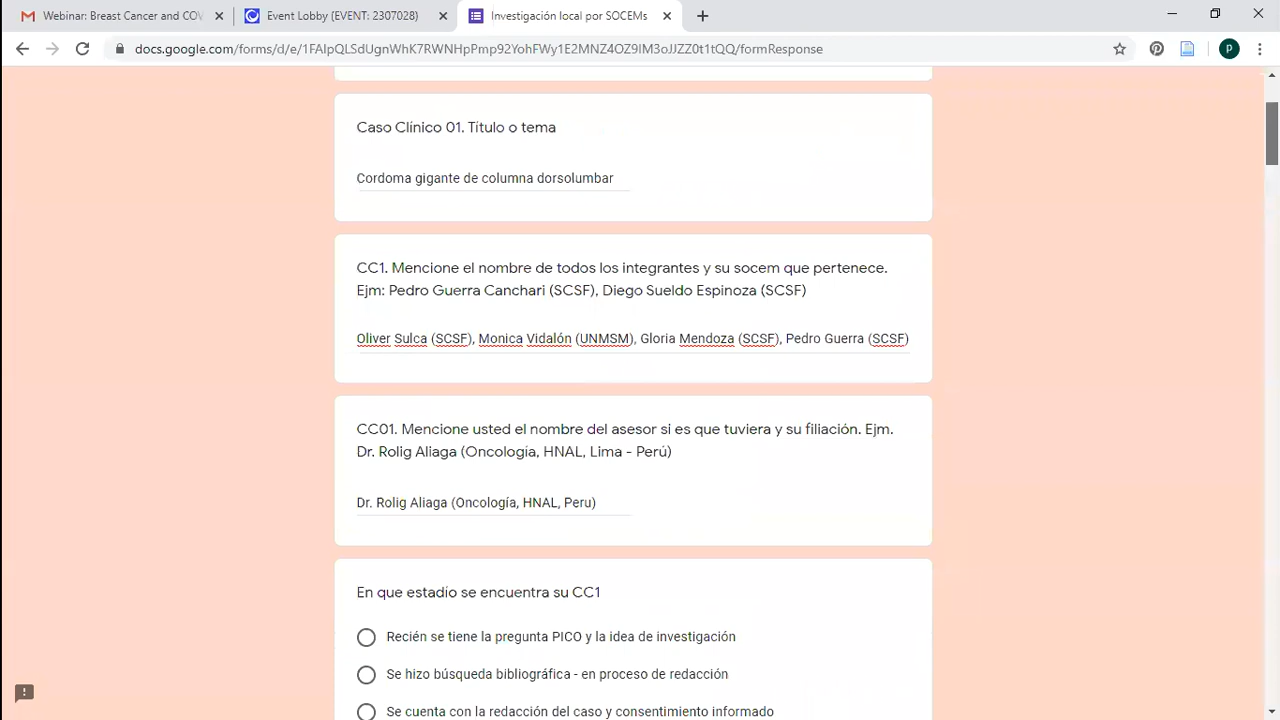 Webinar: Breast Cancer and COV
Event Lobby (EVENT: 2307028)
Investigación local por SOCEMs
docs.google.com/forms/d/e/1FAIpQLSdUgnWhK7RWNHpPmp92YohFWy1E2MNZ4OZ9IM3oJJZZ0t1tQQ/formResponse
P
Caso Clínico 01. Título o tema
Cordoma gigante de columna dorsolumbar
CC1. Mencione el nombre de todos los integrantes y su socem que pertenece.
Ejm: Pedro Guerra Canchari (SCSF), Diego Sueldo Espinoza (SCSF)
Oliver Sulca (SCSF), Monica Vidalón (UNMSM), Gloria Mendoza (SCSF), Pedro Guerra (SCSF)
CC01. Mencione usted el nombre del asesor si es que tuviera y su filiación. Ejm.
Dr. Rolig Aliaga (Oncología, HNAL, Lima - Perú)
Dr. Rolig Aliaga (Oncología, HNAL, Peru)
En que estadío se encuentra su CC1
Recién se tiene la pregunta PICO y la idea de investigación
Se hizo búsqueda bibliográfica - en proceso de redacción
Se cuenta con la redacción del caso y consentimiento informado